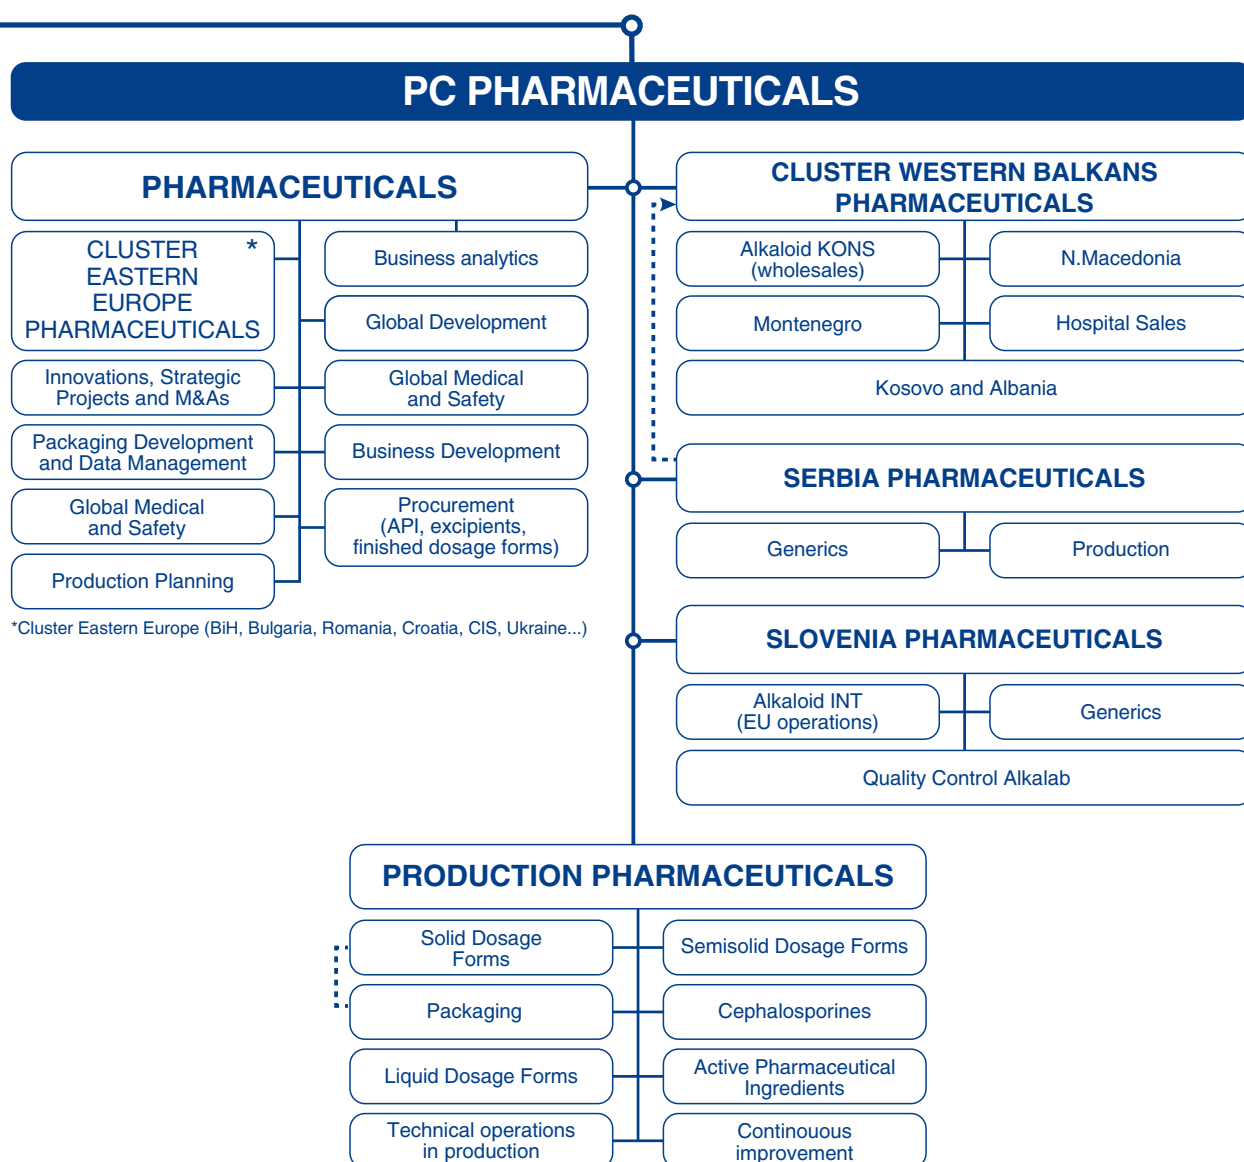 PC PHARMACEUTICALS
PHARMACEUTICALS
CLUSTER *
EASTERN
EUROPE
PHARMACEUTICALS
Business analytics
Global Development
Innovations, Strategic
Projects and M&As
Global Medical
and Safety
Packaging Development
and Data Management
Business Development
Global Medical
and Safety
Procurement
(API, excipients,
finished dosage forms)
Production Planning
*Cluster Eastern Europe (BiH, Bulgaria, Romania, Croatia, CIS, Ukraine...)
CLUSTER WESTERN BALKANS
PHARMACEUTICALS
Alkaloid KONS
(wholesales)
N.Macedonia
Montenegro
Hospital Sales
Kosovo and Albania
SERBIA PHARMACEUTICALS
Generics
Production
SLOVENIA PHARMACEUTICALS
Alkaloid INT
(EU operations)
Generics
Quality Control Alkalab
PRODUCTION PHARMACEUTICALS
Solid Dosage
Forms
Semisolid Dosage Forms
Packaging
Cephalosporines
Liquid Dosage Forms
Active Pharmaceutical
Ingredients
Technical operations
in production
Continouous
improvement